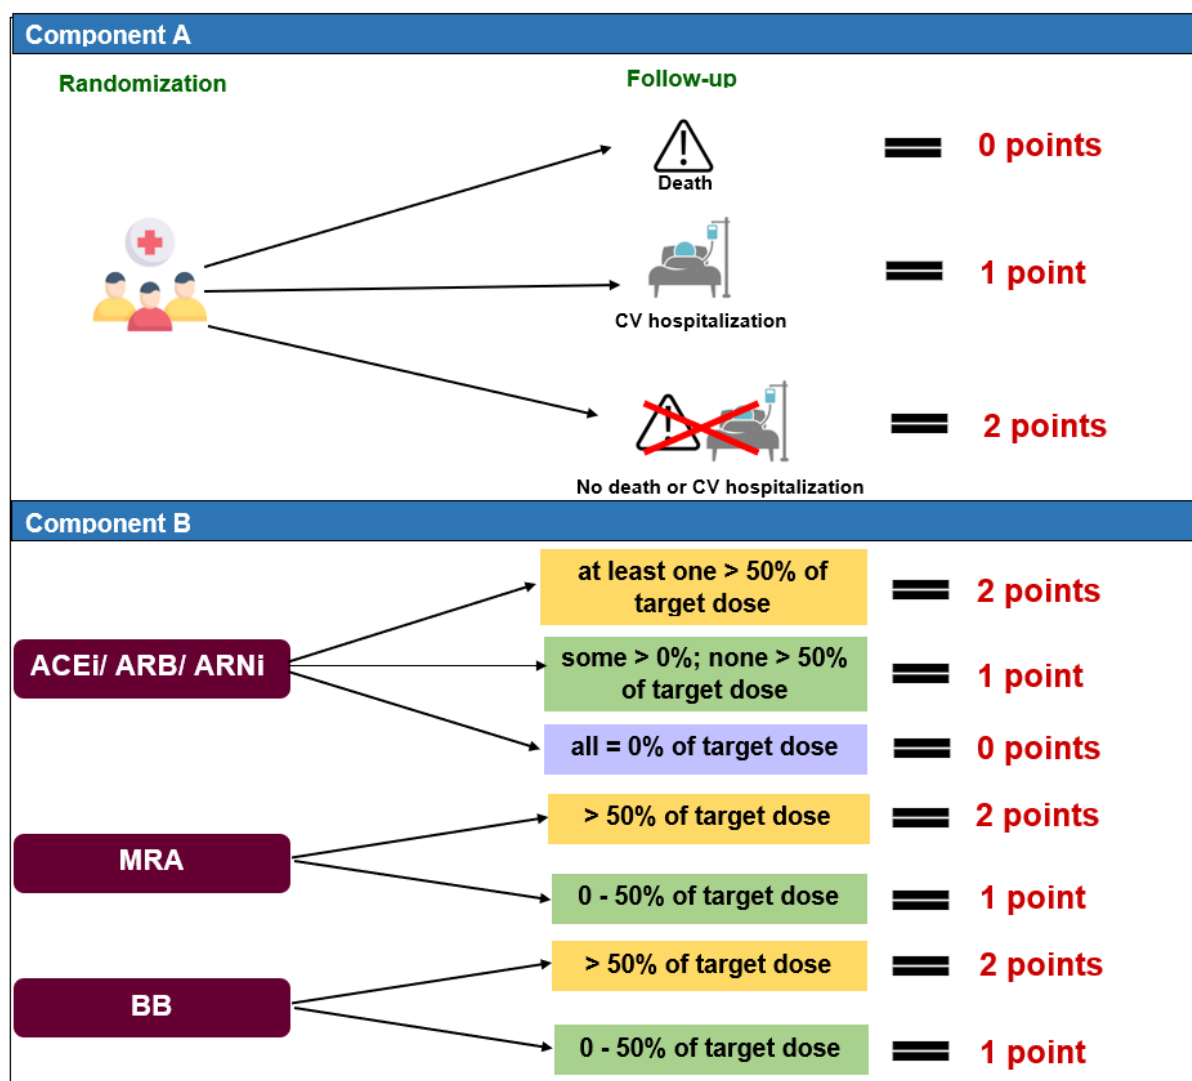 Component A
Randomization
Follow-up
Death
0 points
CV hospitalization
1 point
No death or CV hospitalization
2 points
Component B
ACEi/ ARB/ ARNi
at least one > 50% of
target dose
2 points
some > 0%; none > 50%
of target dose
1 point
all = 0% of target dose
0 points
MRA
> 50% of target dose
2 points
0 - 50% of target dose
1 point
BB
> 50% of target dose
2 points
0 - 50% of target dose
1 point